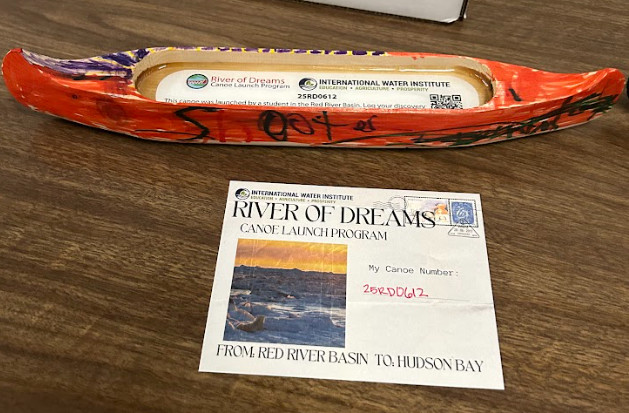 River of Dreams
Canoe Launch Program
INTERNATIONAL WATER INSTITUTE
EDUCATION • AGRICULTURE • PROSPERITY
25RD0612
This canoe was launched by a student in the Red River Basin. Log your discovery
INTERNATIONAL WATER INSTITUTE
EDUCATION • AGRICULTURE • PROSPERITY
RIVER OF DREAMS
CANOE LAUNCH PROGRAM
My Canoe Number:
25RD0612
FROM: RED RIVER BASIN TO: HUDSON BAY